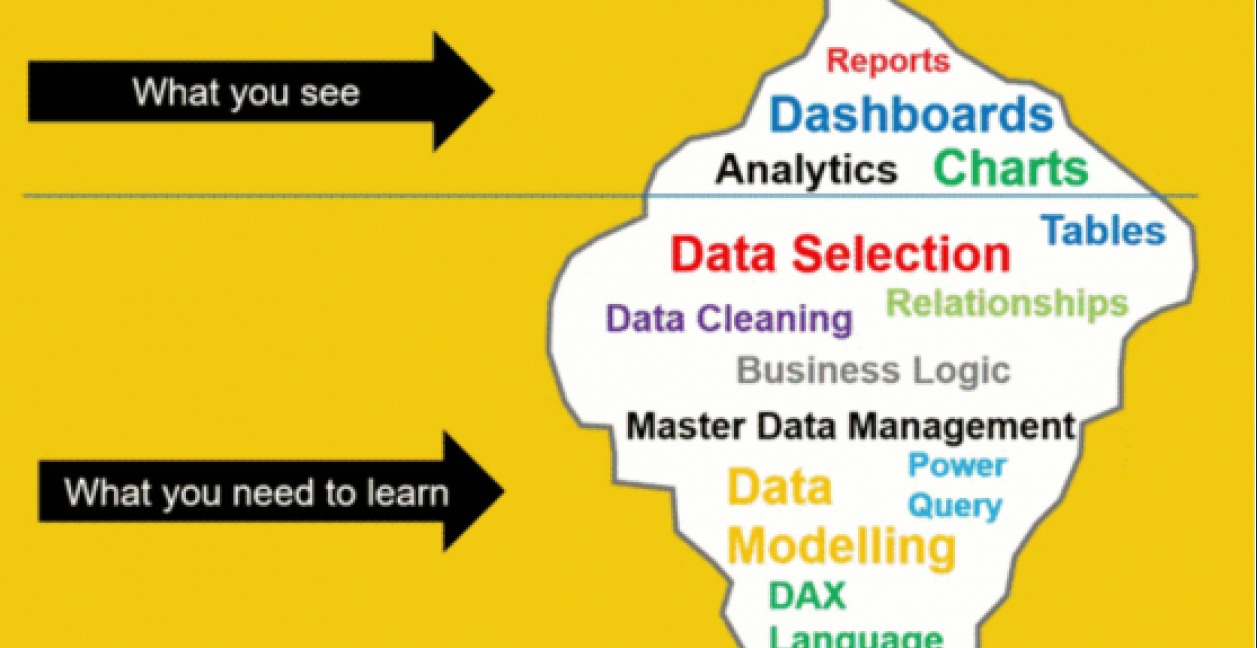 Reports
What you see
Dashboards
Analytics Charts
Tables
Data Selection
Relationships
Data Cleaning
Business Logic
Master Data Management
Power
Query
Data
Modelling
What you need to learn
DAX
Language